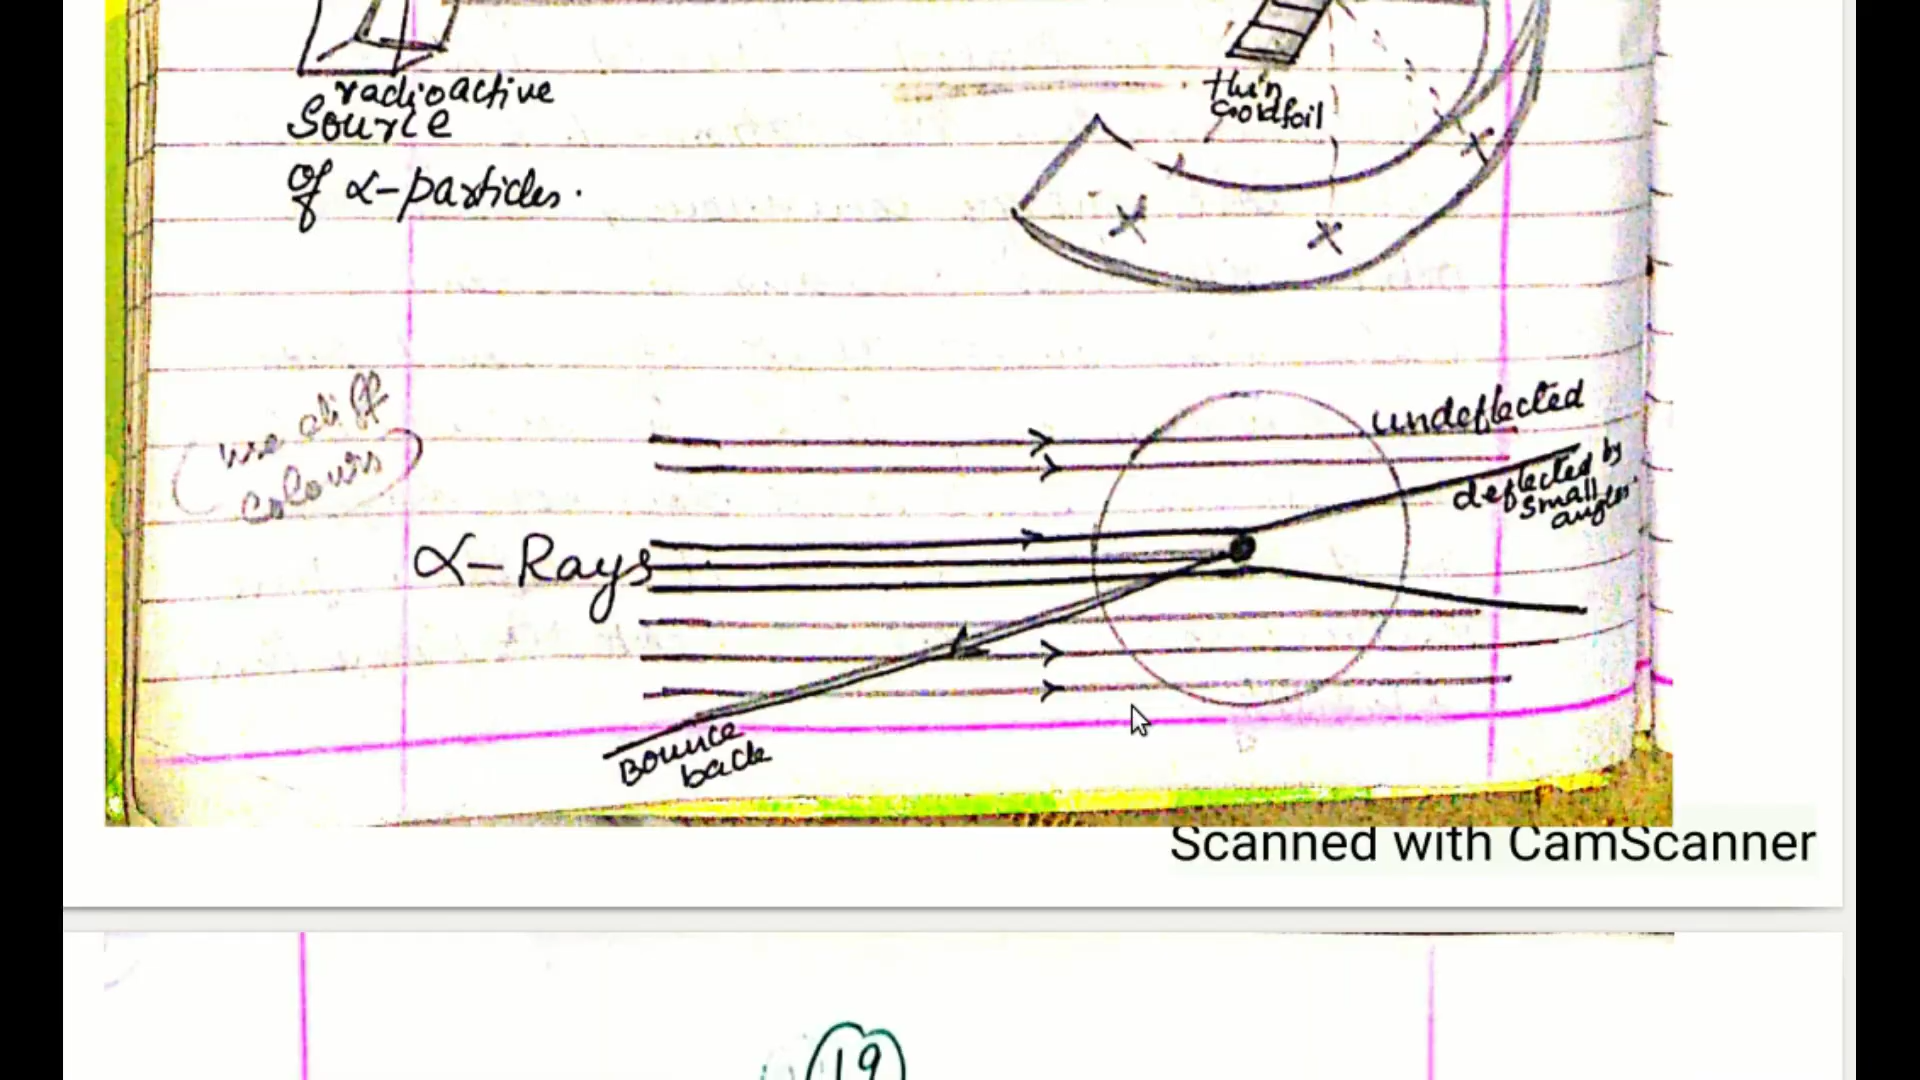 radioactive
Source
of α-particles.
thin
Goldfoil
(use diff
colours)
undeflected
deflected by
small
angles.
α-Rays
Bounce
back
Scanned with CamScanner
19